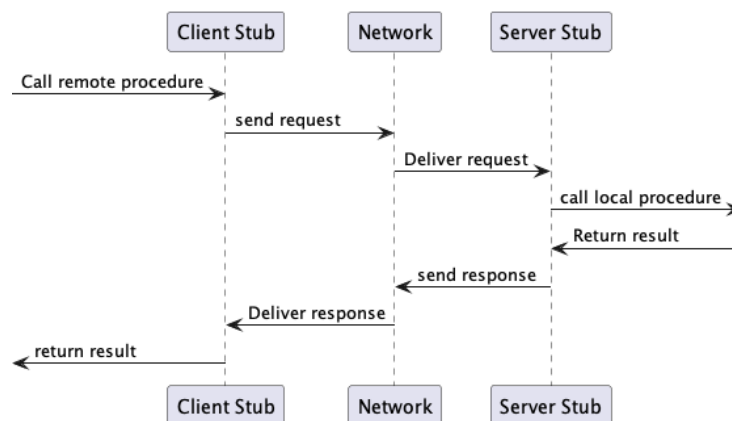 Client Stub Network Server Stub
Call remote procedure
send request
Deliver request
call local procedure
Return result
send response
Deliver response
return result
Client Stub Network Server Stub